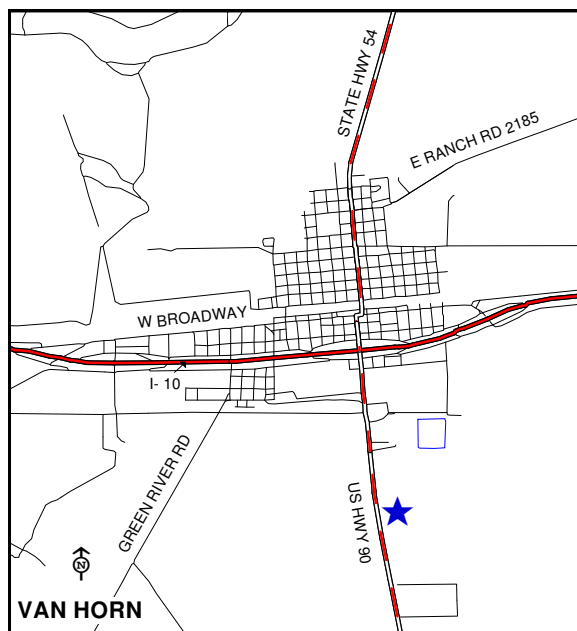 STATE HWY 54
E RANCH RD 2185
W BROADWAY
I- 10
GREEN RIVER RD
US HWY 90
N
VAN HORN